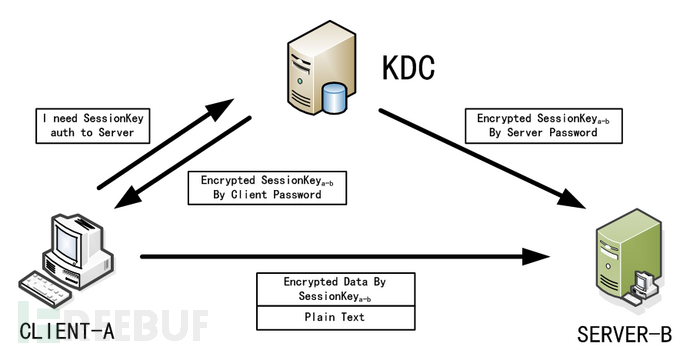 KDC
I need SessionKey
auth to Server
Encrypted SessionKeya-b
By Server Password
Encrypted SessionKeya-b
By Client Password
Encrypted Data By
SessionKeya-b
Plain Text
CLIENT-A
REEBUF
SERVER-B